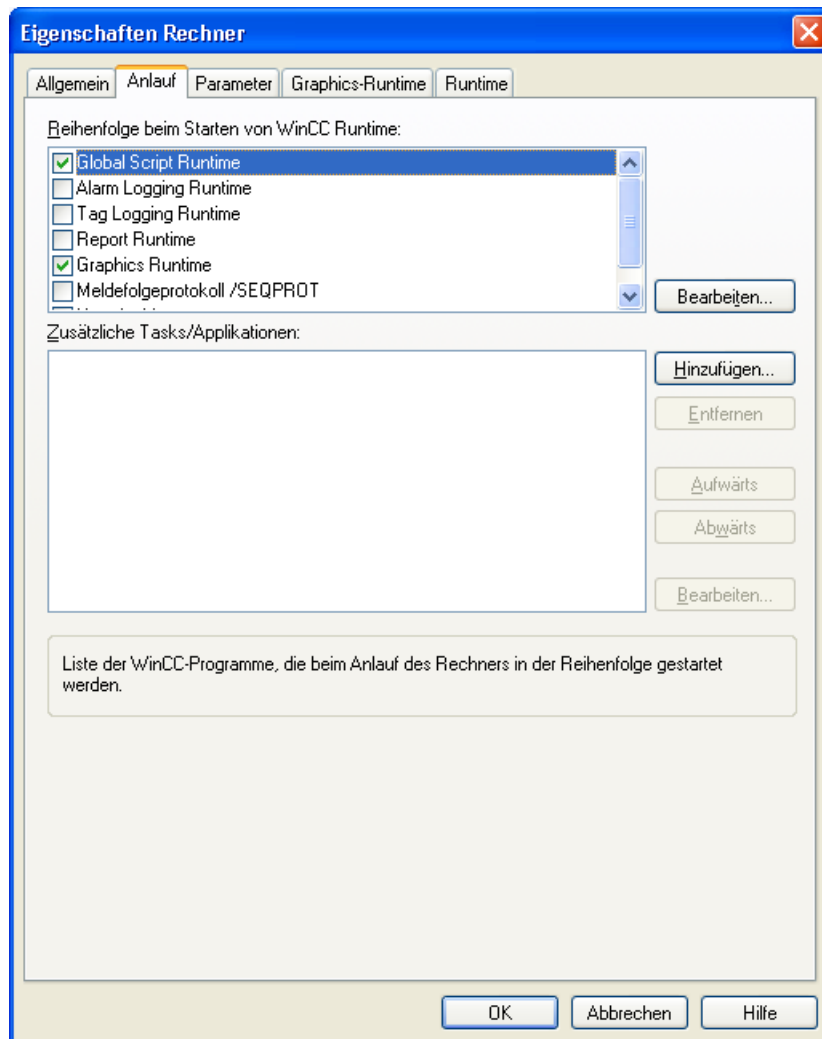 Eigenschaften Rechner
Allgemein Anlauf Parameter Graphics-Runtime Runtime
Reihenfolge beim Starten von WinCC Runtime:
Global Script Runtime
Alarm Logging Runtime
Tag Logging Runtime
Report Runtime
Graphics Runtime
Meldefolgeprotokoll /SEQPROT
Bearbeiten...
Zusätzliche Tasks/Applikationen:
Hinzufügen...
Entfernen
Aufwärts
Abwärts
Bearbeiten...
Liste der WinCC-Programme, die beim Anlauf des Rechners in der Reihenfolge gestartet
werden.
OK Abbrechen Hilfe